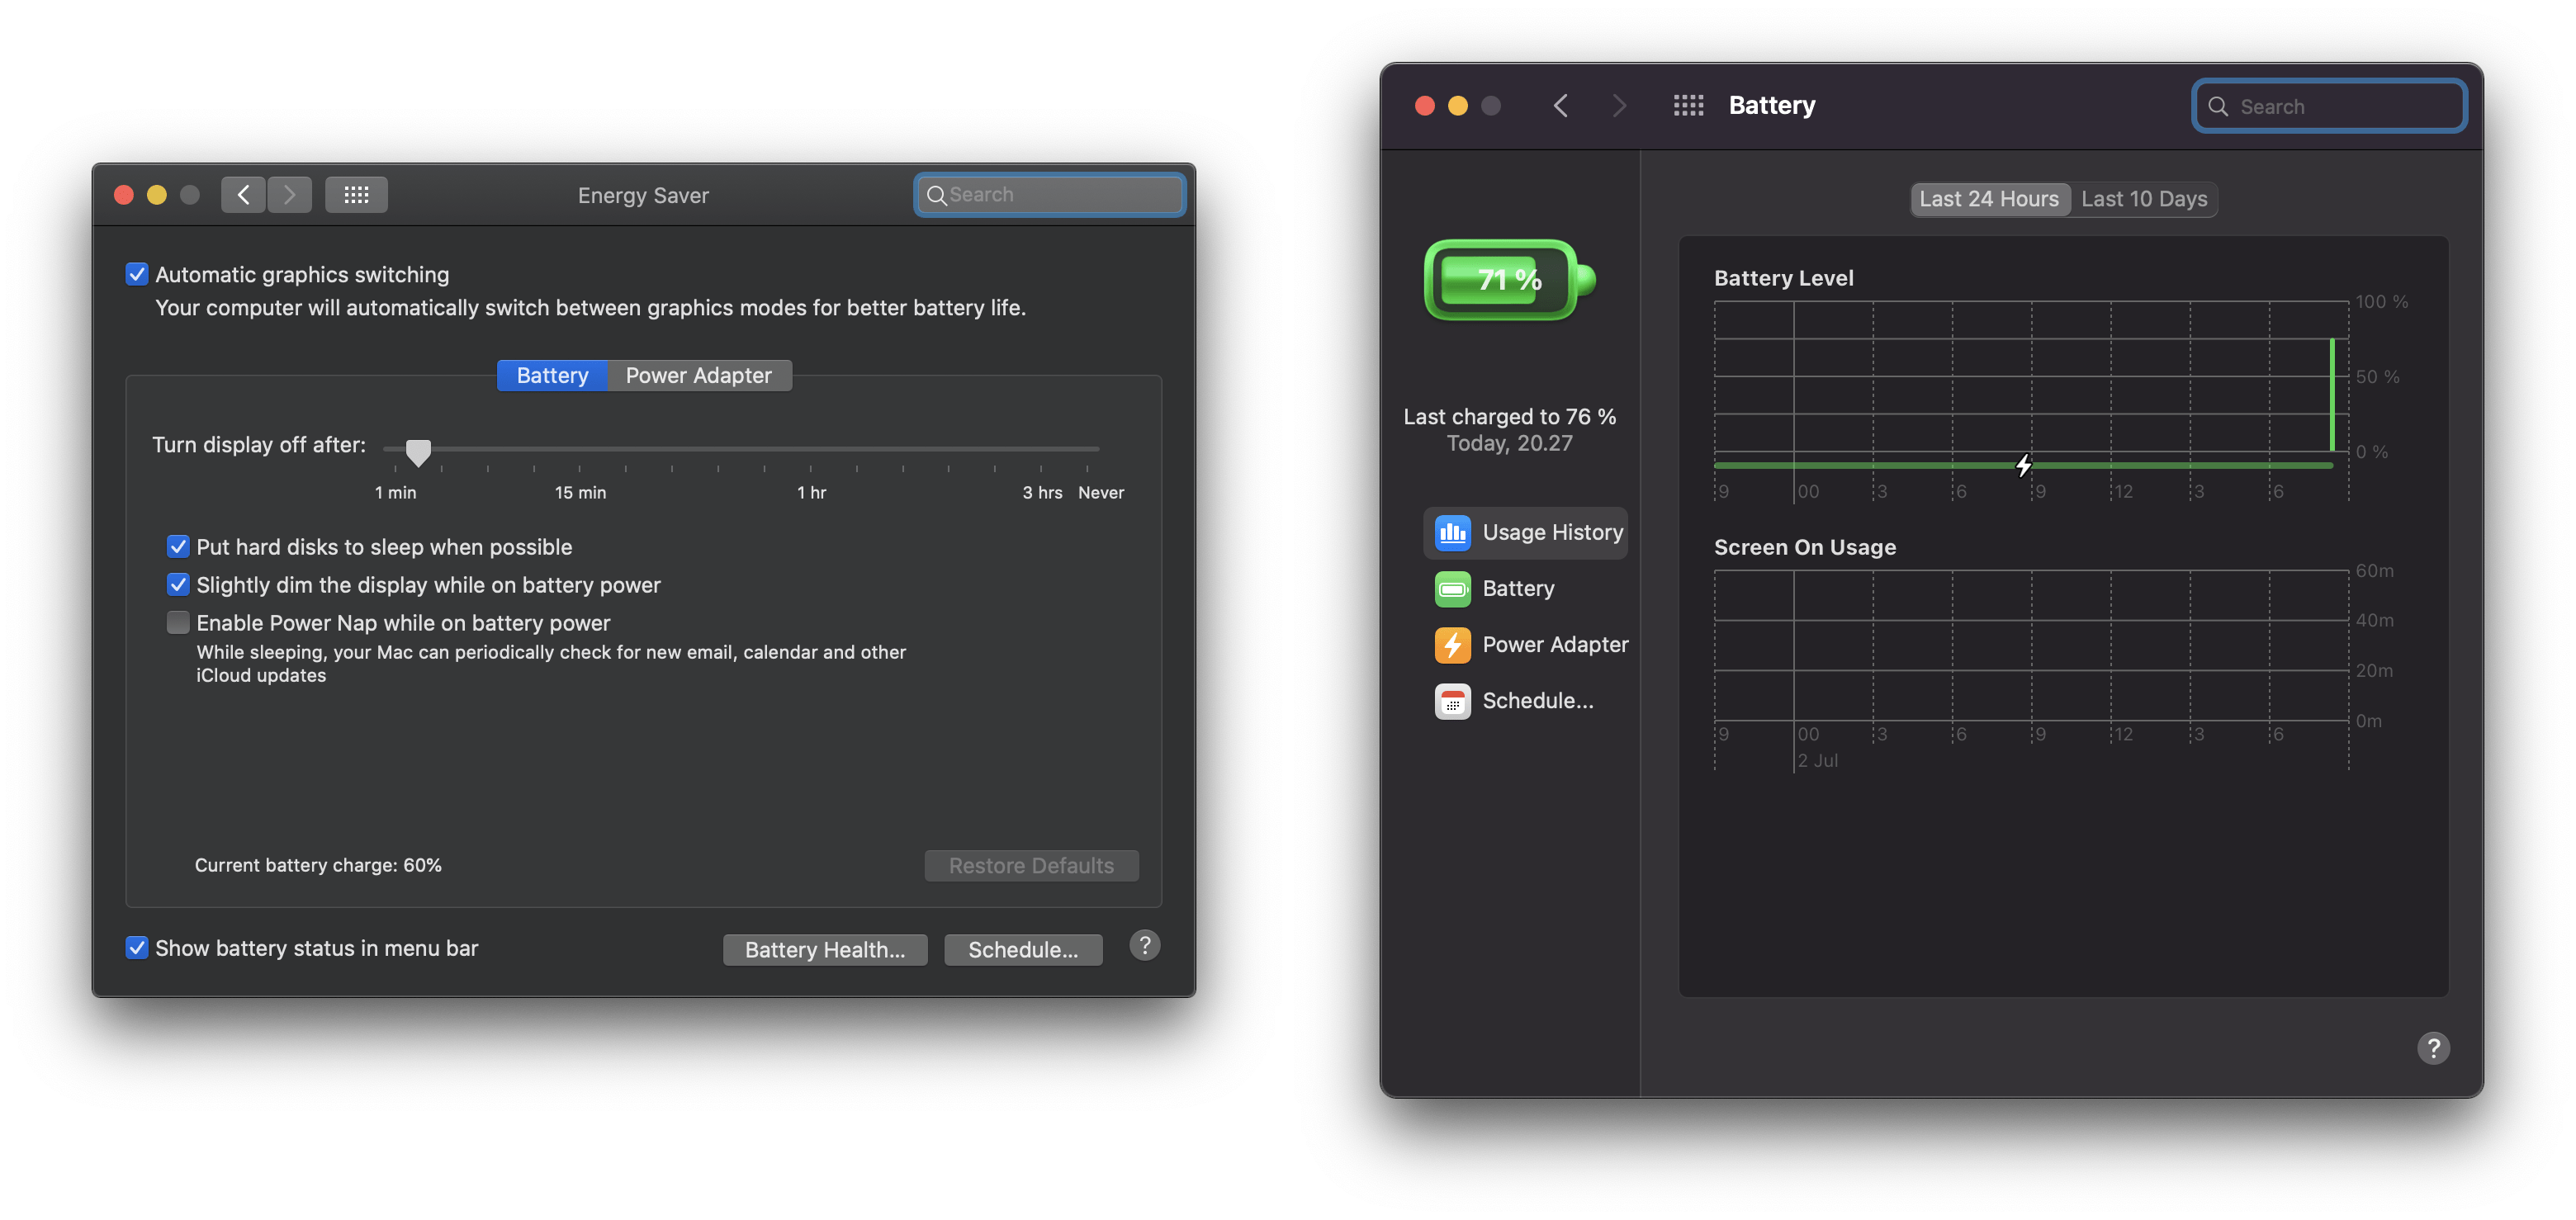 Energy Saver
Search
Automatic graphics switching
Your computer will automatically switch between graphics modes for better battery life.
Battery
Power Adapter
Turn display off after:
1 min
15 min
1 hr
3 hrs
Never
Put hard disks to sleep when possible
Slightly dim the display while on battery power
Enable Power Nap while on battery power
While sleeping, your Mac can periodically check for new email, calendar and other
iCloud updates
Current battery charge: 60%
Restore Defaults
Show battery status in menu bar
Battery Health...
Schedule...
?
Battery
Search
71 %
Last charged to 76 %
Today, 20.27
Usage History
Battery
Power Adapter
Schedule...
Last 24 Hours
Last 10 Days
Battery Level
100 %
50 %
0 %
9 00 3 6 9 12 3 6
Screen On Usage
60m
40m
20m
0m
9 00 3 6 9 12 3 6
2 Jul
?